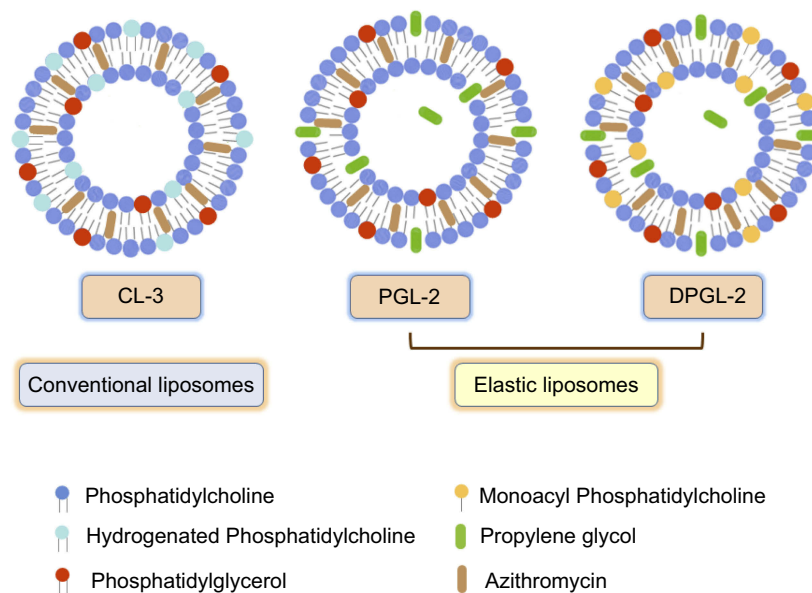 CL-3
PGL-2
DPGL-2
Conventional liposomes
Elastic liposomes
Phosphatidylcholine
Monoacyl Phosphatidylcholine
Hydrogenated Phosphatidylcholine
Propylene glycol
Phosphatidylglycerol
Azithromycin